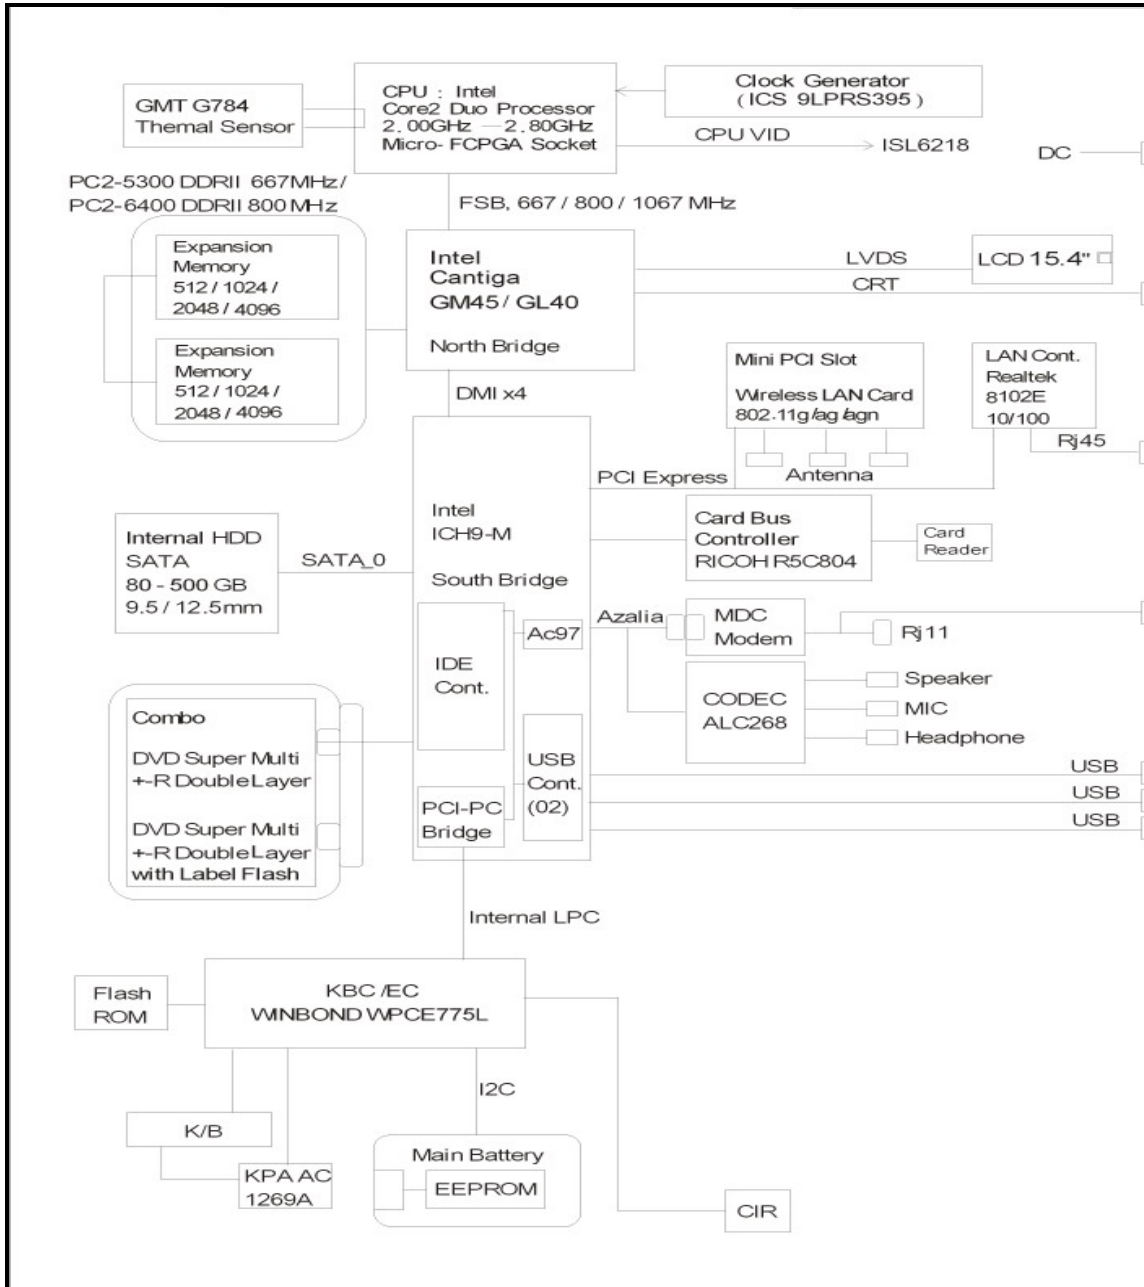 GMT G784
Themal Sensor
CPU : Intel
Core2 Duo Processor
2.00GHz — 2.80GHz
Micro- FCPGA Socket
Clock Generator
(ICS 9LPRS395)
CPU VID
ISL6218
DC
PC2-5300 DDRII 667MHz/
PC2-6400 DDRII 800 MHz
FSB, 667 / 800 / 1067 MHz
Expansion
Memory
512 / 1024 /
2048 / 4096
Expansion
Memory
512 / 1024 /
2048 / 4096
Intel
Cantiga
GM45 / GL40
North Bridge
LVDS
LCD 15.4"
CRT
DMI x4
Mini PCI Slot
Wireless LAN Card
802.11g/ag/agn
LAN Cont.
Realtek
8102E
10/100
Rj45
PCI Express
Antenna
Internal HDD
SATA
80 - 500 GB
9.5 / 12.5mm
SATA_0
Intel
ICH9-M
South Bridge
Card Bus
Controller
RICOH R5C804
Card
Reader
IDE
Cont.
Ac97
Azalia
MDC
Modem
Rj11
CODEC
ALC268
Speaker
MIC
Headphone
Combo
DVD Super Multi
+-R Double Layer
DVD Super Multi
+-R Double Layer
with Label Flash
USB
Cont.
(02)
PCI-PC
Bridge
USB
USB
USB
Internal LPC
Flash
ROM
KBC /EC
WINBOND WPCE775L
I2C
K/B
KPA AC
1269A
Main Battery
EEPROM
CIR